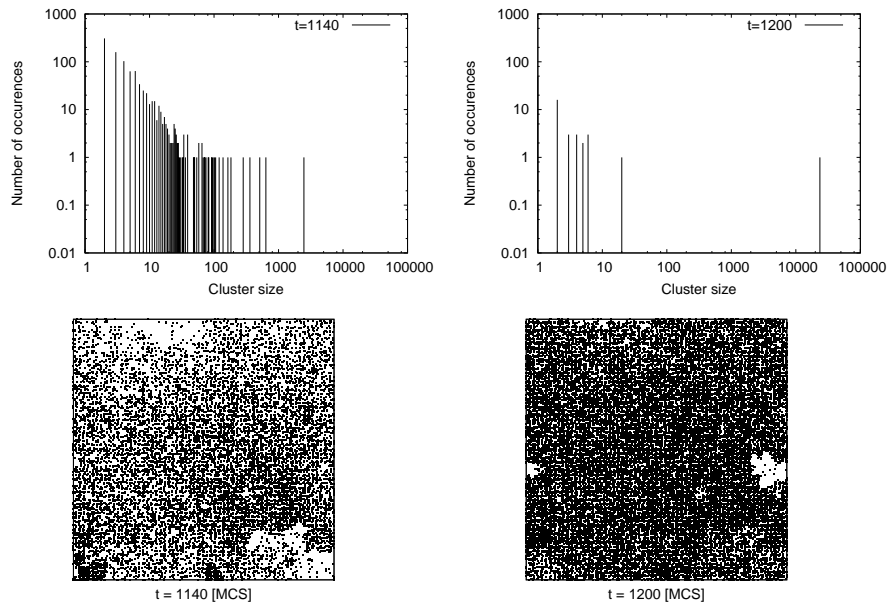 t=1140
1000
100
10
1
0.1
0.01
Number of occurences
1 10 100 1000 10000 100000
Cluster size
t=1200
1000
100
10
1
0.1
0.01
Number of occurences
1 10 100 1000 10000 100000
Cluster size
t = 1140 [MCS]
t = 1200 [MCS]